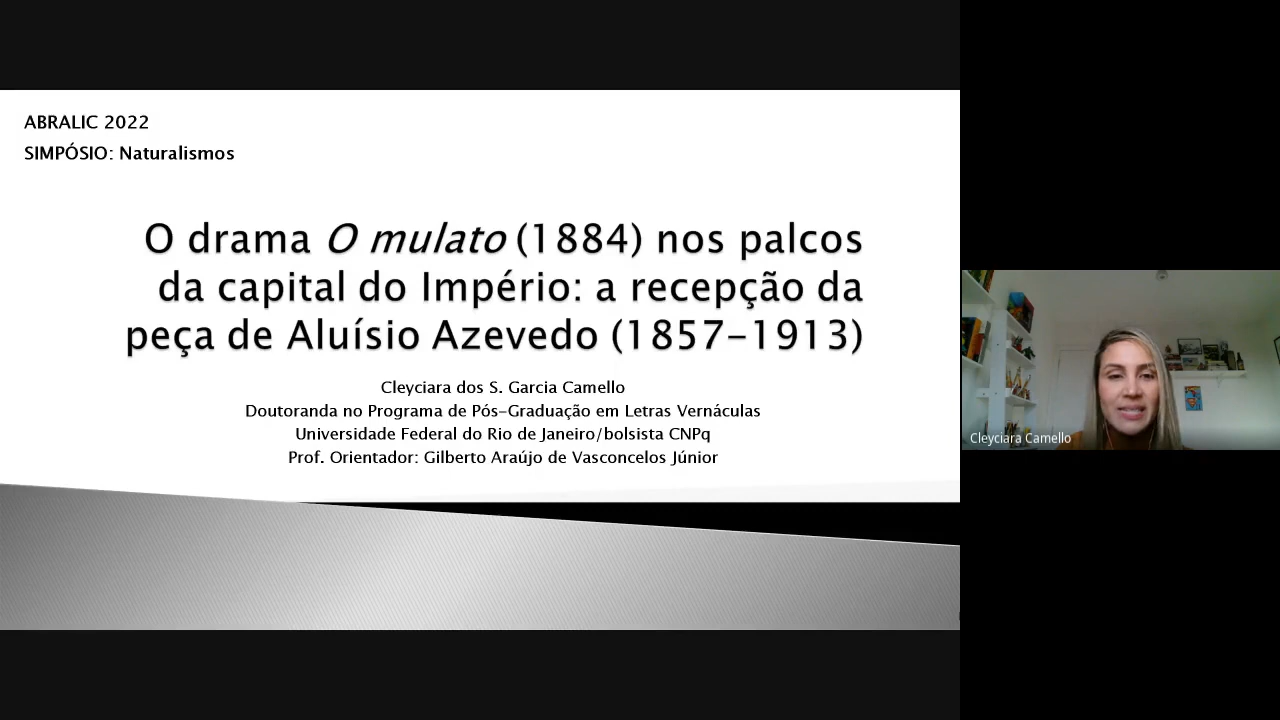 ABRALIC 2022
SIMPÓSIO: Naturalismos
O drama O mulato (1884) nos palcos
da capital do Império: a recepção da
peça de Aluísio Azevedo (1857-1913)
Cleyciara dos S. Garcia Camello
Doutoranda no Programa de Pós-Graduação em Letras Vernáculas
Universidade Federal do Rio de Janeiro/bolsista CNPq
Prof. Orientador: Gilberto Araújo de Vasconcelos Júnior
Cleyciara Camello